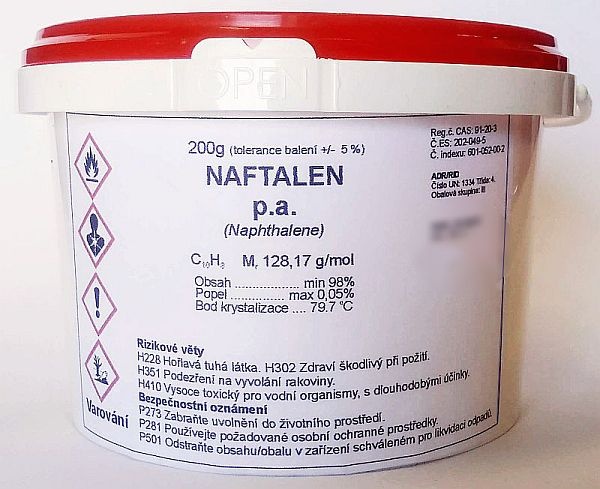 OPEN
200g (tolerance balení +/- 5 %)
NAFTALEN
p.a.
(Naphthalene)
C₁₀H₈ Mᵣ 128,17 g/mol
Obsah .................. min 98%
Popel ............... max 0,05%
Bod krystalizace .... 79.7 °C
Reg.č. CAS: 91-20-3
Č.ES: 202-049-5
Č. indexu: 601-052-00-2
ADR/RID
Číslo UN: 1334 Třída: 4.
Obalová skupina: III
Varování
Rizikové věty
H228 Hořlavá tuhá látka. H302 Zdraví škodlivý při požití.
H351 Podezření na vyvolání rakoviny.
H410 Vysoce toxický pro vodní organismy, s dlouhodobými účinky.
Bezpečnostní oznámení
P273 Zabraňte uvolnění do životního prostředí.
P281 Používejte požadované osobní ochranné prostředky.
P501 Odstraňte obsahu/obalu v zařízení schváleném pro likvidaci odpadů.